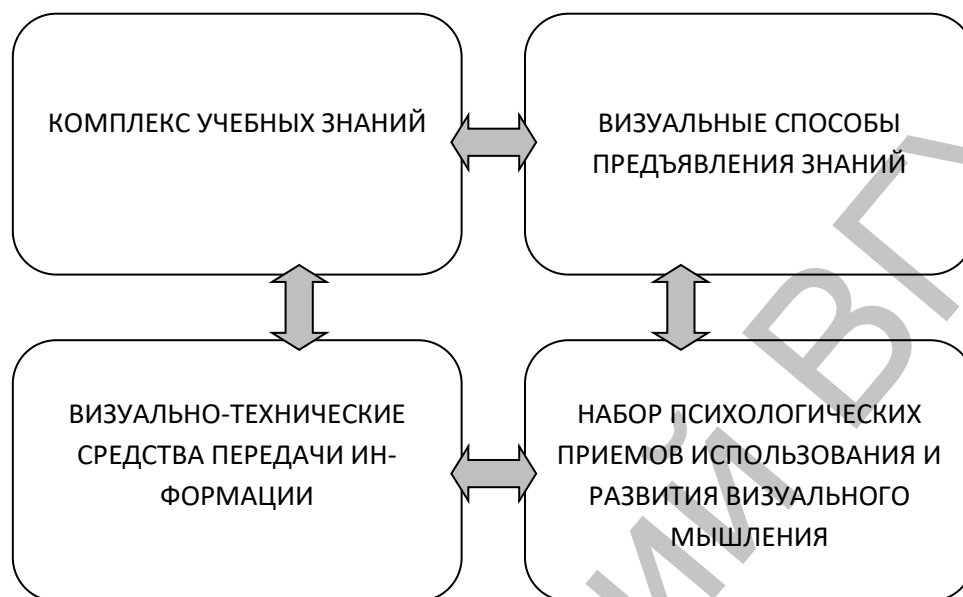 КОМПЛЕКС УЧЕБНЫХ ЗНАНИЙ
ВИЗУАЛЬНЫЕ СПОСОБЫ
ПРЕДЪЯВЛЕНИЯ ЗНАНИЙ
ВИЗУАЛЬНО-ТЕХНИЧЕСКИЕ
СРЕДСТВА ПЕРЕДАЧИ ИН-
ФОРМАЦИИ
НАБОР ПСИХОЛОГИЧЕСКИХ
ПРИЕМОВ ИСПОЛЬЗОВАНИЯ И
РАЗВИТИЯ ВИЗУАЛЬНОГО
МЫШЛЕНИЯ